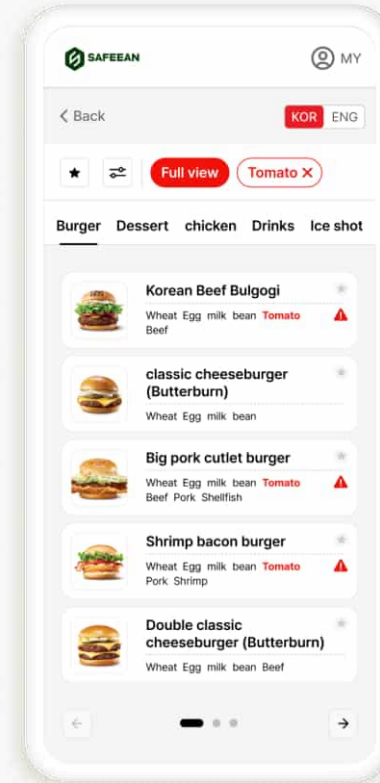 SAFEEAN
MY
Back
KOR ENG
Full view
Tomato X
Burger Dessert chicken Drinks Ice shot
Korean Beef Bulgogi
Wheat Egg milk bean Tomato
Beef
classic cheeseburger
(Butterburn)
Wheat Egg milk bean
Big pork cutlet burger
Wheat Egg milk bean Tomato
Beef Pork Shellfish
Shrimp bacon burger
Wheat Egg milk bean Tomato
Pork Shrimp
Double classic
cheeseburger (Butterburn)
Wheat Egg milk bean Beef